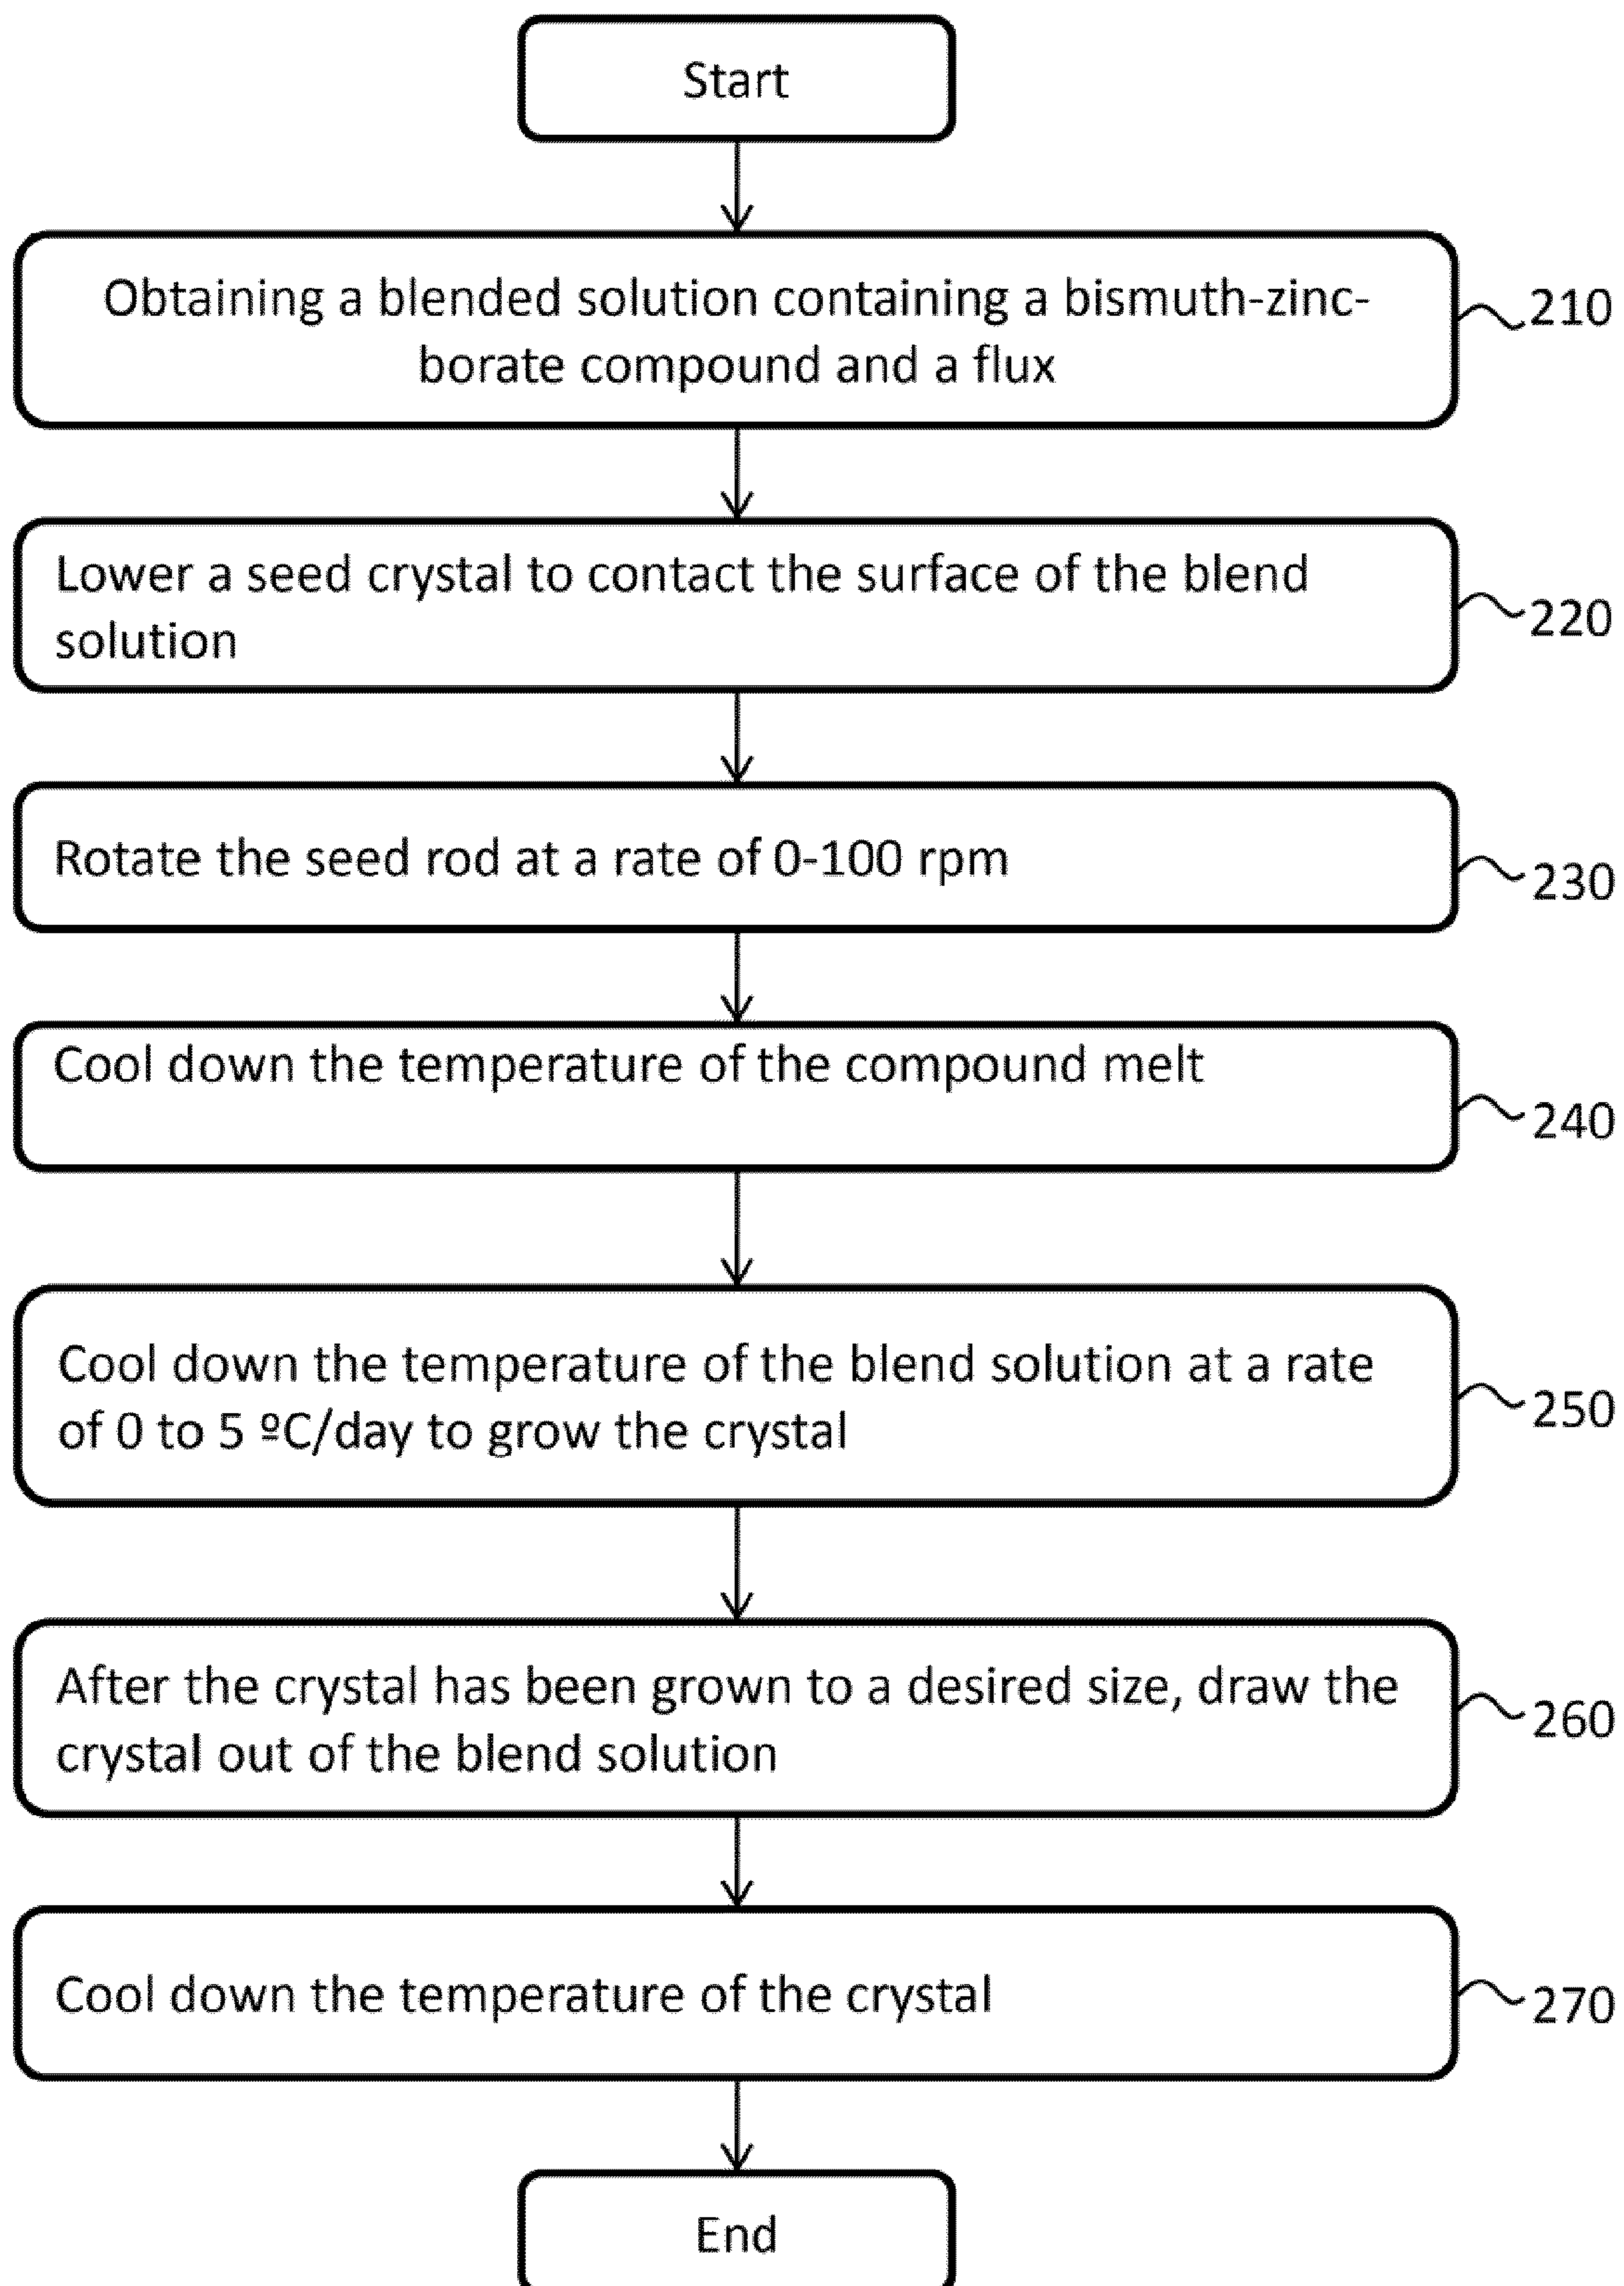 Start
Obtaining a blended solution containing a bismuth-zinc-
borate compound and a flux
210
Lower a seed crystal to contact the surface of the blend
solution
220
Rotate the seed rod at a rate of 0-100 rpm
230
Cool down the temperature of the compound melt
240
Cool down the temperature of the blend solution at a rate
of 0 to 5 ºC/day to grow the crystal
250
After the crystal has been grown to a desired size, draw the
crystal out of the blend solution
260
Cool down the temperature of the crystal
270
End